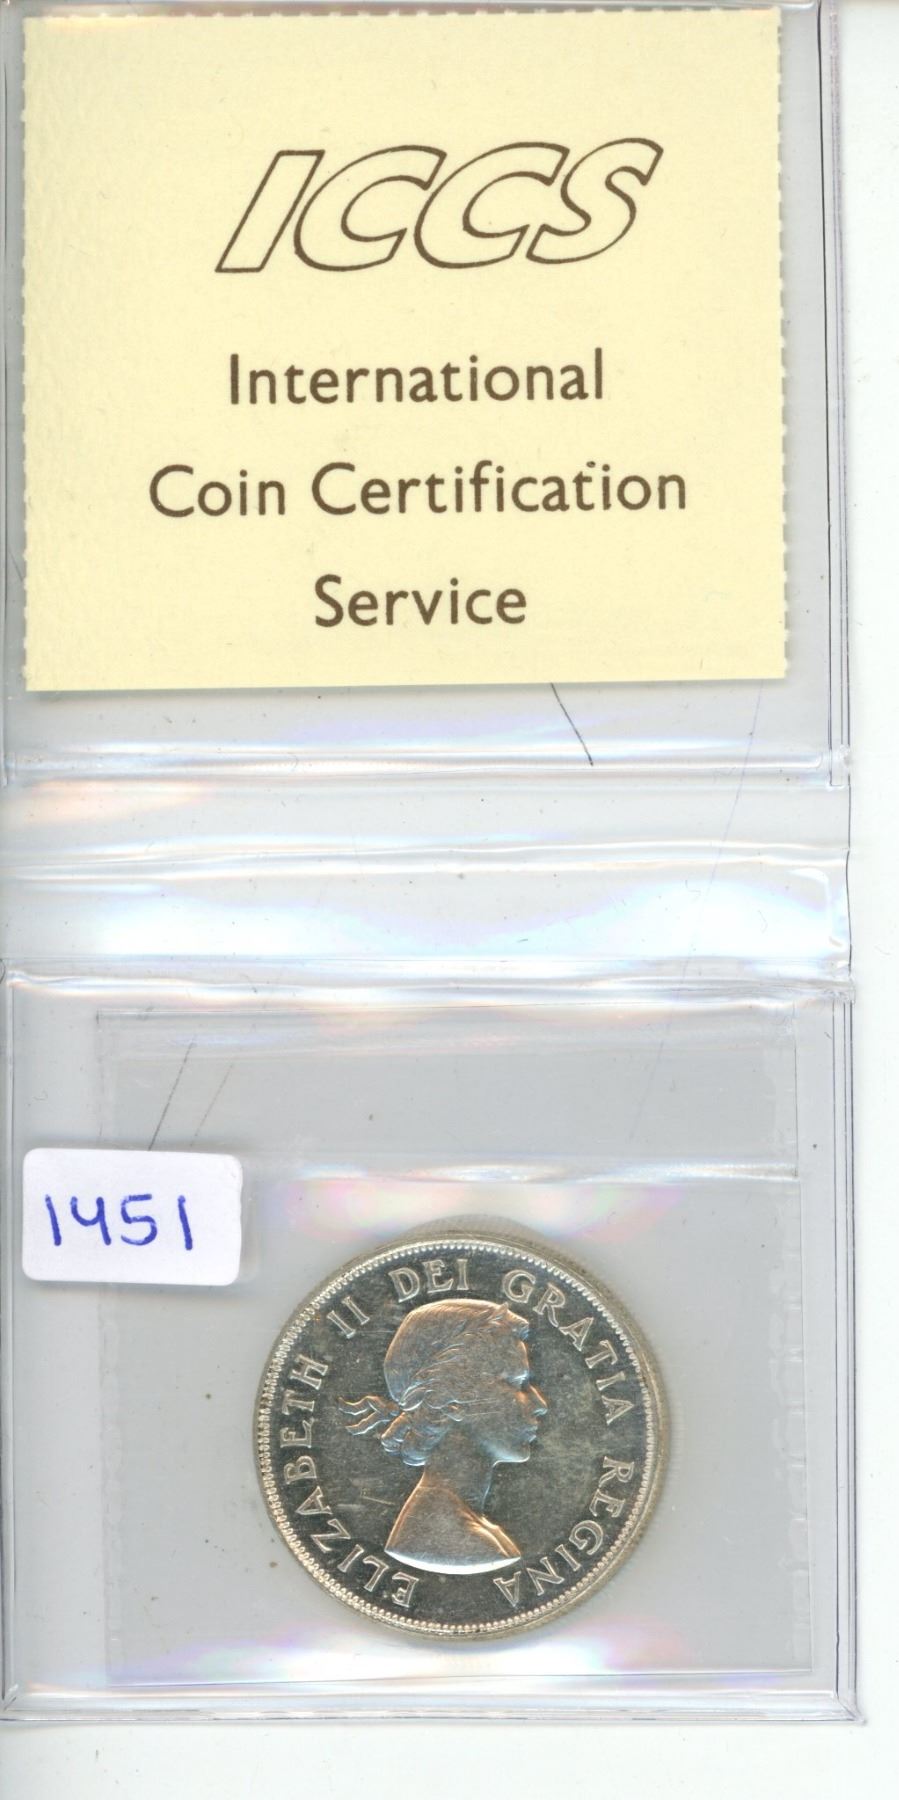 ICCS
International
Coin Certification
Service
1451
ELIZABETH II DEI GRATIA REGINA